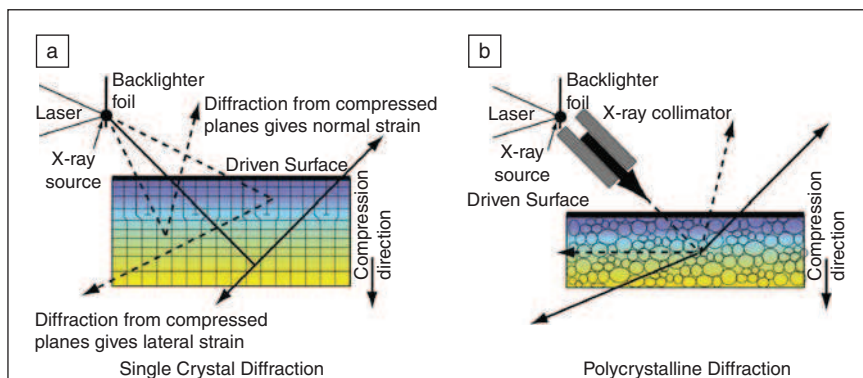 a
Backlighter
foil
Laser
X-ray
source
Diffraction from compressed
planes gives normal strain
Driven Surface
Compression
direction
Diffraction from compressed
planes gives lateral strain
Single Crystal Diffraction
b
Backlighter
foil
X-ray collimator
Laser
X-ray
source
Driven Surface
Compression
direction
Polycrystalline Diffraction